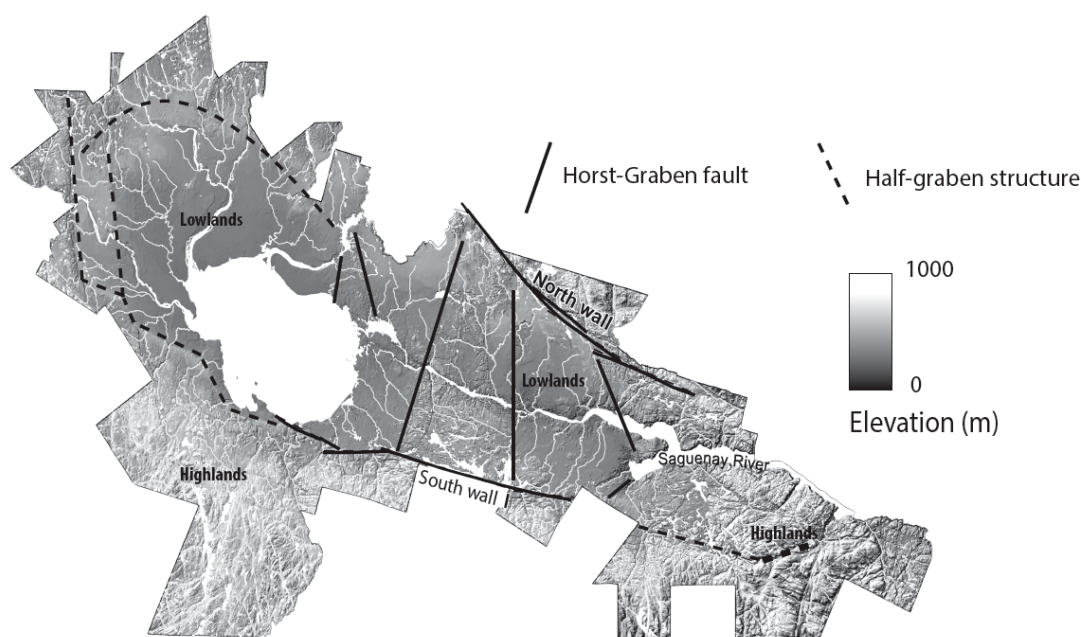 Horst-Graben fault
Half-graben structure
Lowlands
North wall
1000
0
Elevation (m)
Lowlands
Saguenay River
Highlands
South wall
Highlands